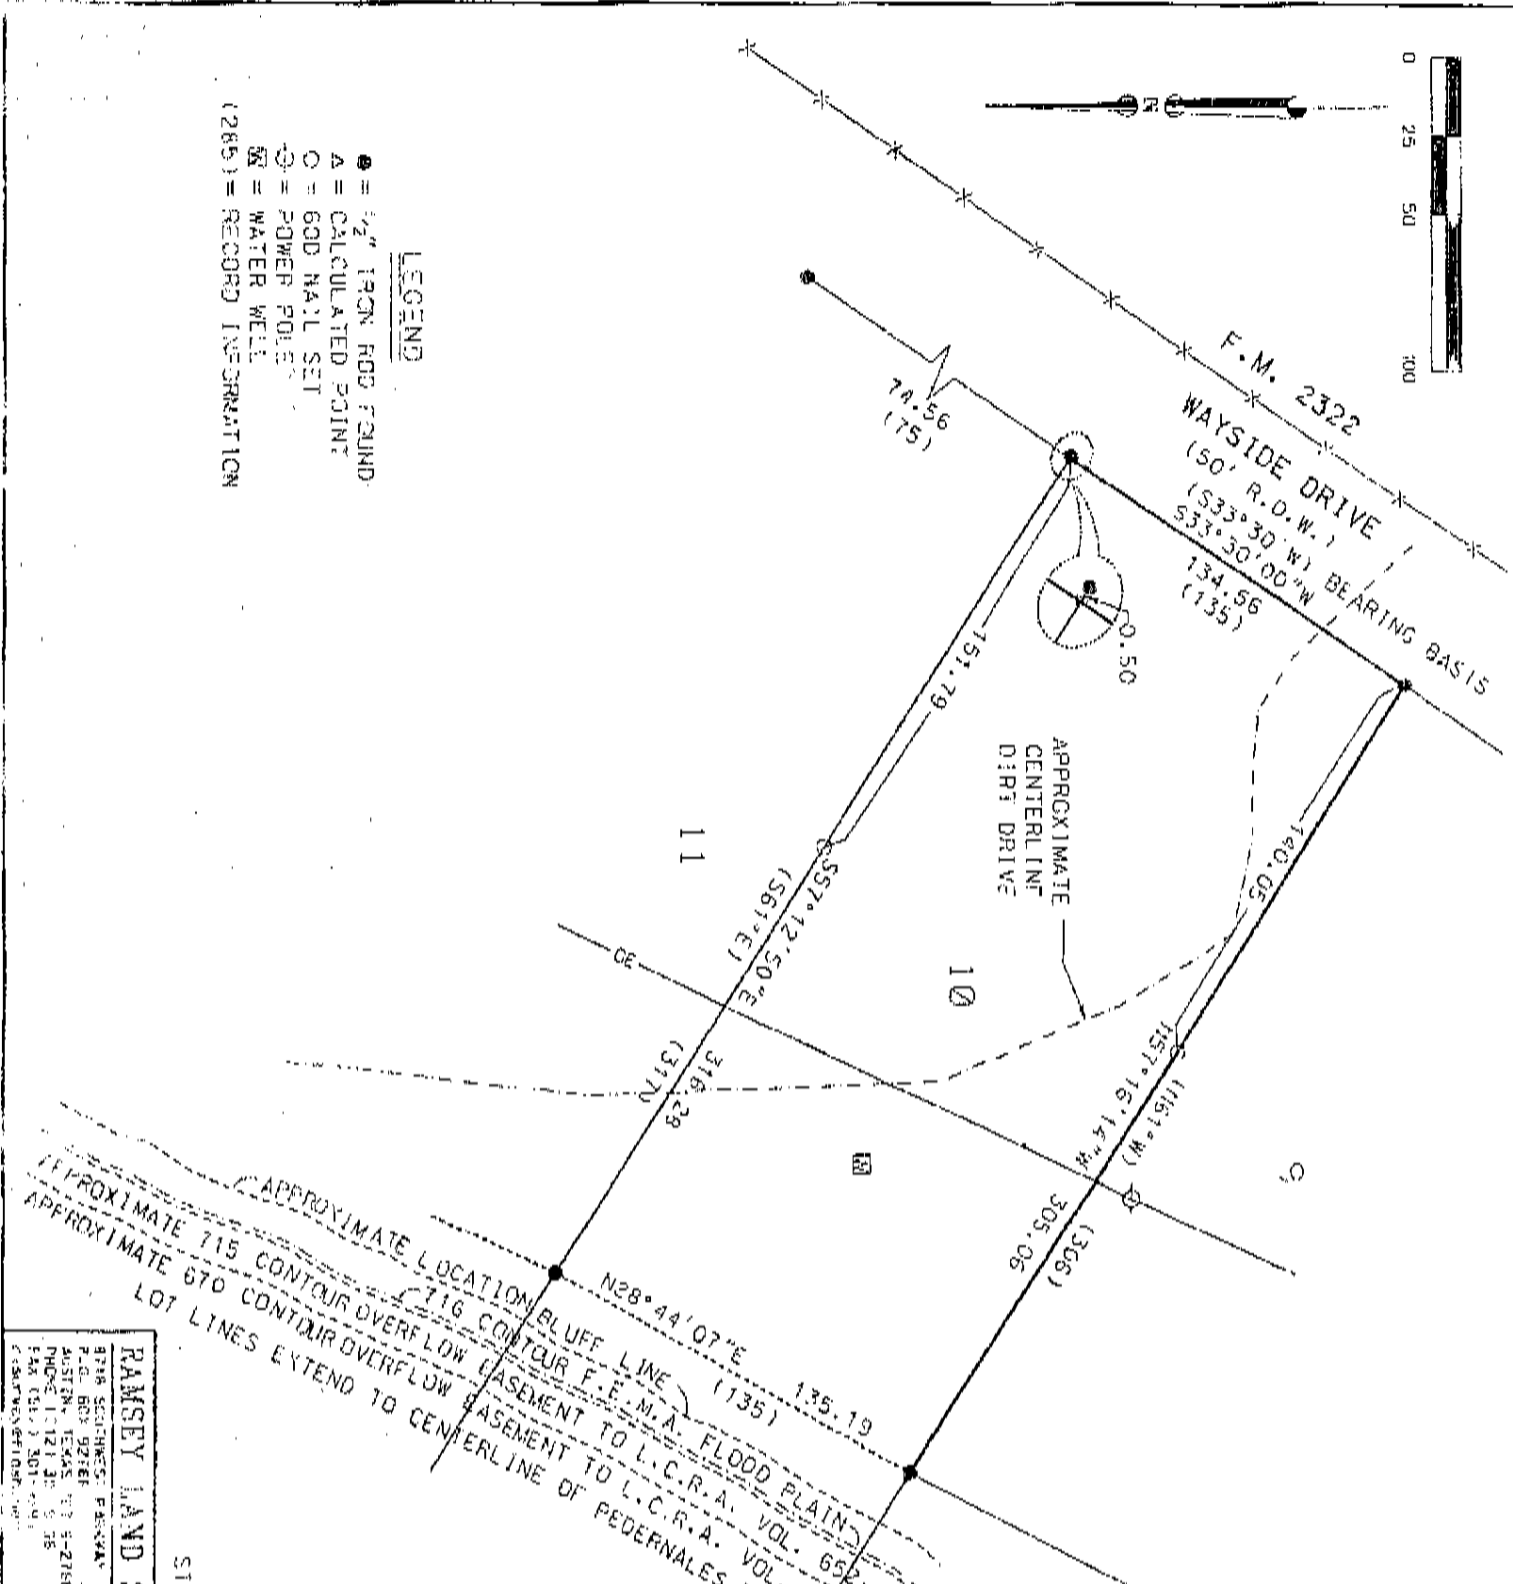 0 25 50 100
N
F.M. 2322
WAYSIDE DRIVE
(50' R.O.W.)
(S33°30'W) BEARING BASIS
S33°30'00"W
134.56
(135)
74.56
(75)
0.50
151.79
140.05
APPROXIMATE
CENTERLINE
DIRT DRIVE
LEGEND
● = 1/2" IRON ROD FOUND
△ = CALCULATED POINT
○ = 60D NAIL SET
= POWER POLE
= WATER WELL
(285) = RECORD INFORMATION
11
10
9
OE
S57°12'50"E
(S61°E)
316.28
(317)
N57°16'14"W
(N61°W)
305.06
(306)
W
N28°44'07"E
135.19
(135)
APPROXIMATE LOCATION BLUFF LINE
716 CONTOUR F.E.M.A. FLOOD PLAIN
APPROXIMATE 715 CONTOUR OVERFLOW EASEMENT TO L.C.R.A. VOL.
APPROXIMATE 670 CONTOUR OVERFLOW EASEMENT TO L.C.R.A. VOL.
LOT LINES EXTEND TO CENTERLINE OF PEDERNALES
RAMSEY LAND
AUSTIN, TEXAS
ST